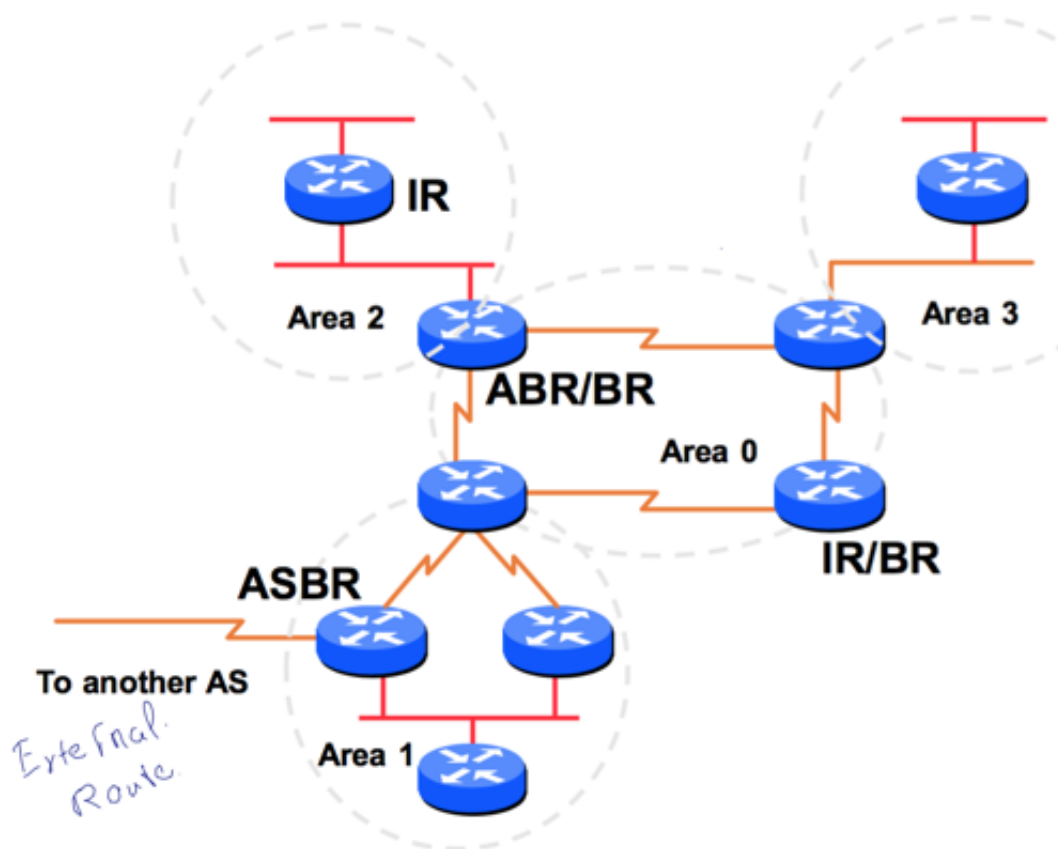 IR
Area 2
Area 3
ABR/BR
Area 0
IR/BR
ASBR
To another AS
External.
Route.
Area 1